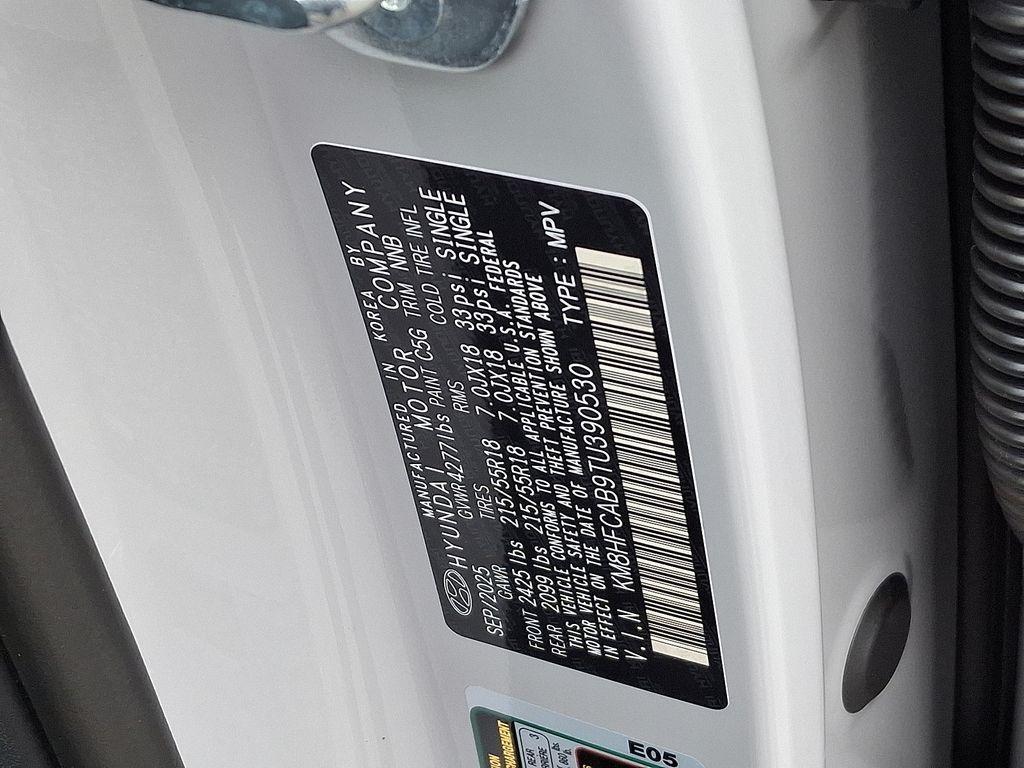 MANUFACTURED IN KOREA BY
HYUNDAI MOTOR COMPANY
SEP/2025 GVWR 4277 lbs PAINT C5G TRIM NNB
GAWR TIRES RIMS COLD TIRE INFL
FRONT 2425 lbs 215/55R18 7.0JX18 33psi SINGLE
REAR 2099 lbs 215/55R18 7.0JX18 33psi SINGLE
THIS VEHICLE CONFORMS TO ALL APPLICABLE U.S. FEDERAL
MOTOR VEHICLE SAFETY AND THEFT PREVENTION STANDARDS
IN EFFECT ON THE DATE OF MANUFACTURE SHOWN ABOVE
V.I.N KM8HFCAB9TU390530 TYPE : MPV
REAR 3
E05